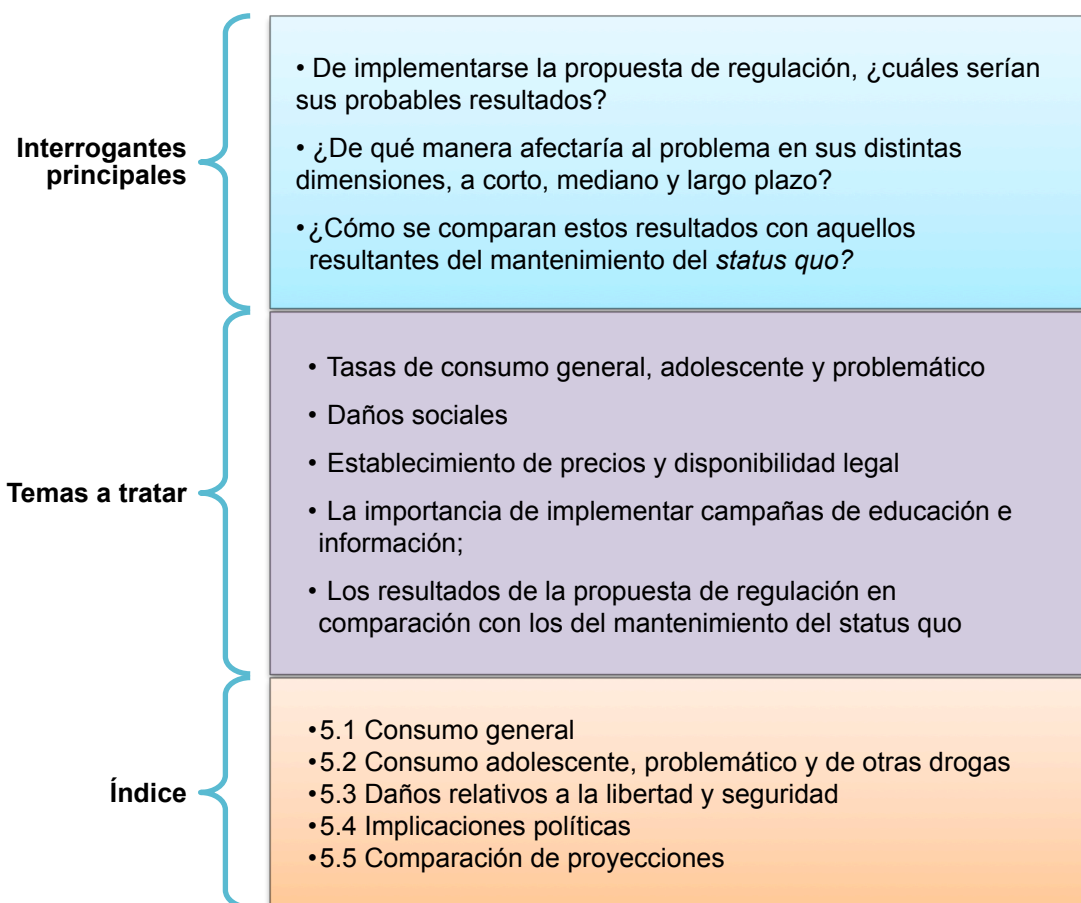 Interrogantes
principales
• De implementarse la propuesta de regulación, ¿cuáles serían
sus probables resultados?
• ¿De qué manera afectaría al problema en sus distintas
dimensiones, a corto, mediano y largo plazo?
•¿Cómo se comparan estos resultados con aquellos
resultantes del mantenimiento del status quo?
Temas a tratar
• Tasas de consumo general, adolescente y problemático
• Daños sociales
• Establecimiento de precios y disponibilidad legal
• La importancia de implementar campañas de educación e
información;
• Los resultados de la propuesta de regulación en
comparación con los del mantenimiento del status quo
Índice
•5.1 Consumo general
•5.2 Consumo adolescente, problemático y de otras drogas
•5.3 Daños relativos a la libertad y seguridad
•5.4 Implicaciones políticas
•5.5 Comparación de proyecciones